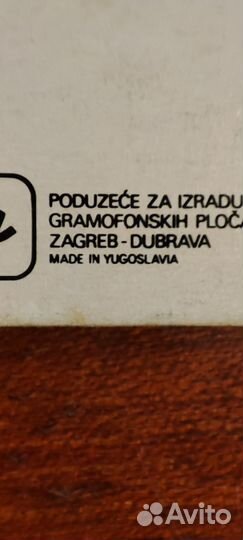 PODUZEĆE ZA IZRADU
GRAMOFONSKIH PLOČA
ZAGREB - DUBRAVA
MADE IN YUGOSLAVIA
Avito